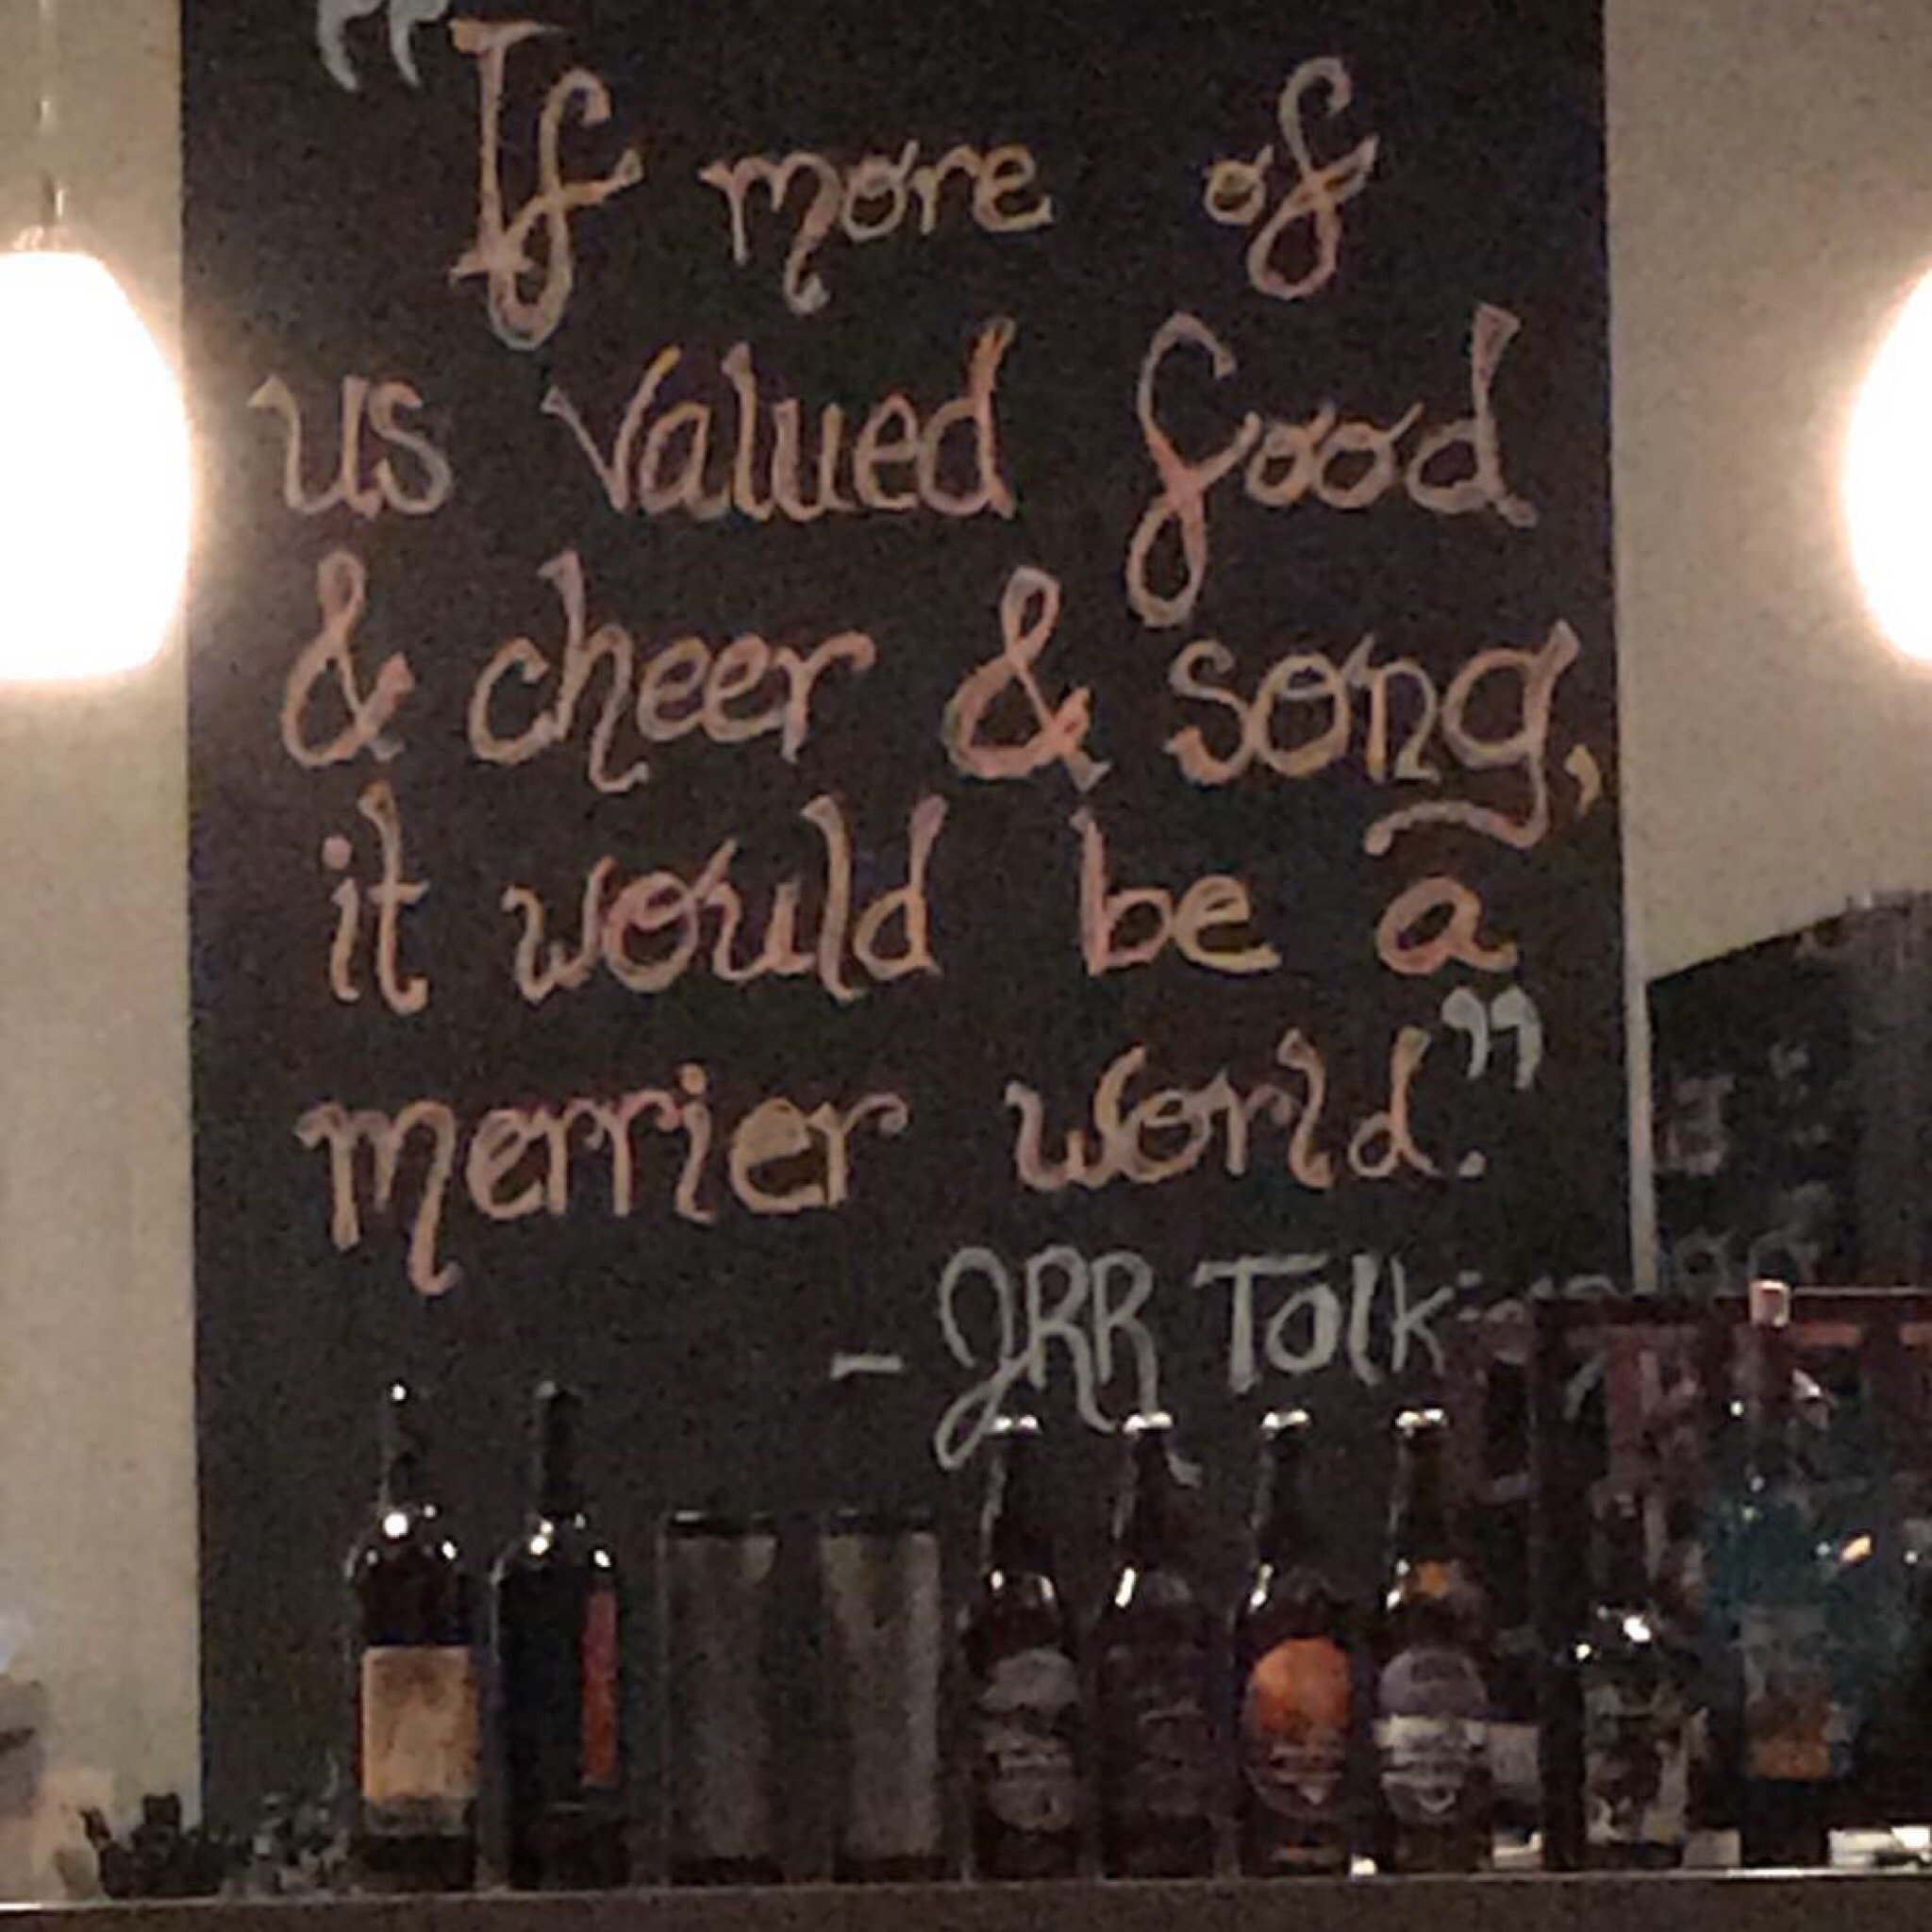 “If more of
us valued food
& cheer & song,
it would be a
merrier world.”
- JRR Tolk